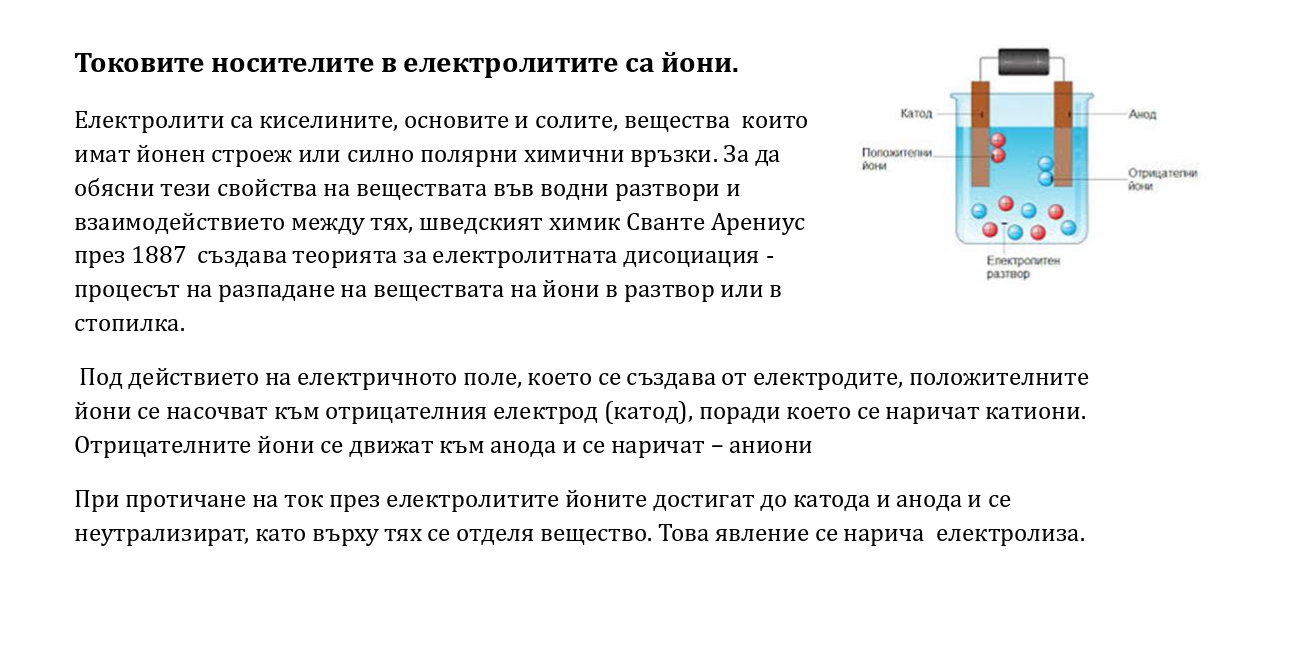 Токовите носителите в електролитите са йони.
Електролити са киселините, основите и солите, вещества  които
имат йонен строеж или силно полярни химични връзки. За да
обясни тези свойства на веществата във водни разтвори и
взаимодействието между тях, шведският химик Сванте Арениус
през 1887  създава теорията за електролитната дисоциация -
процесът на разпадане на веществата на йони в разтвор или в
стопилка.
Катод
Анод
Положителни
йони
Отрицателни
йони
Електролитен
разтвор
Под действието на електричното поле, което се създава от електродите, положителните
йони се насочват към отрицателния електрод (катод), поради което се наричат катиони.
Отрицателните йони се движат към анода и се наричат – аниони
При протичане на ток през електролитите йоните достигат до катода и анода и се
неутрализират, като върху тях се отделя вещество. Това явление се нарича  електролиза.